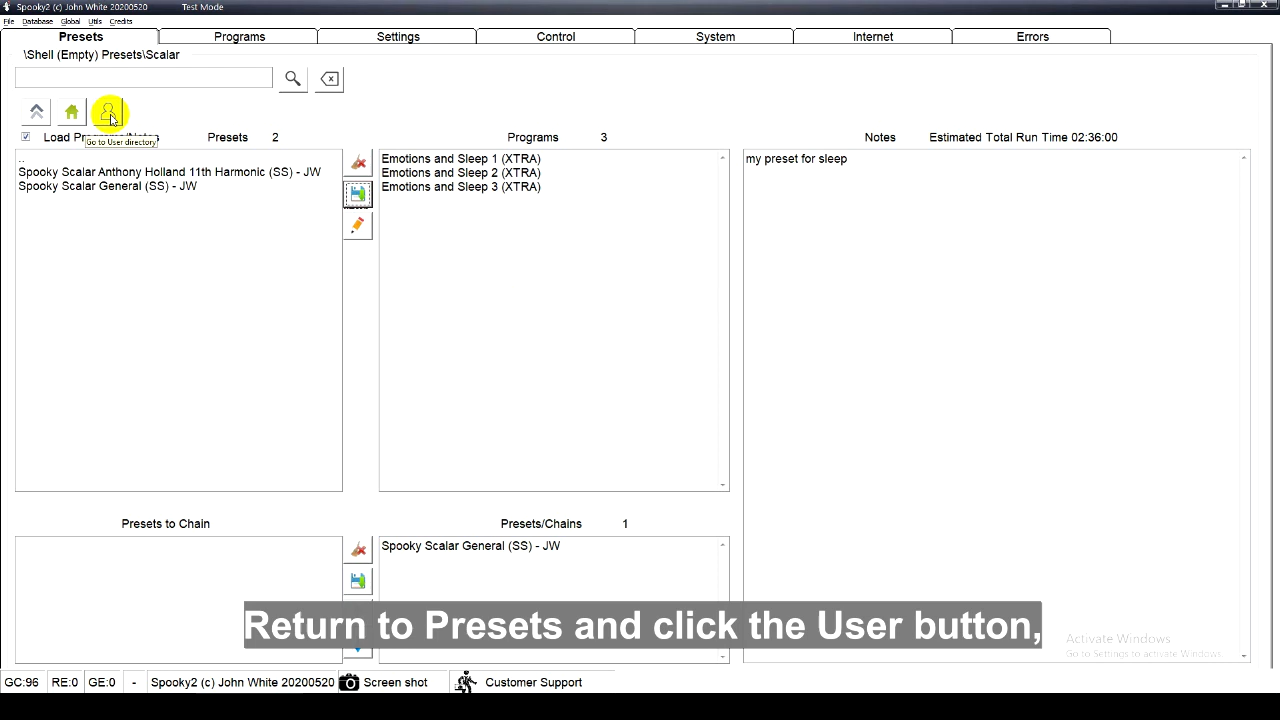 Spooky2 (c) John White 20200520 Test Mode
File Database Global Utils Credits
Presets Programs Settings Control System Internet Errors
\Shell (Empty) Presets\Scalar
Load Programs/Notes Presets 2 Programs 3 Notes Estimated Total Run Time 02:36:00
Go to User directory
..
Spooky Scalar Anthony Holland 11th Harmonic (SS) - JW
Spooky Scalar General (SS) - JW
Emotions and Sleep 1 (XTRA)
Emotions and Sleep 2 (XTRA)
Emotions and Sleep 3 (XTRA)
my preset for sleep
Presets to Chain Presets/Chains 1
Spooky Scalar General (SS) - JW
Return to Presets and click the User button,
Activate Windows
Go to Settings to activate Windows.
GC:96 RE:0 GE:0 - Spooky2 (c) John White 20200520 Screen shot Customer Support